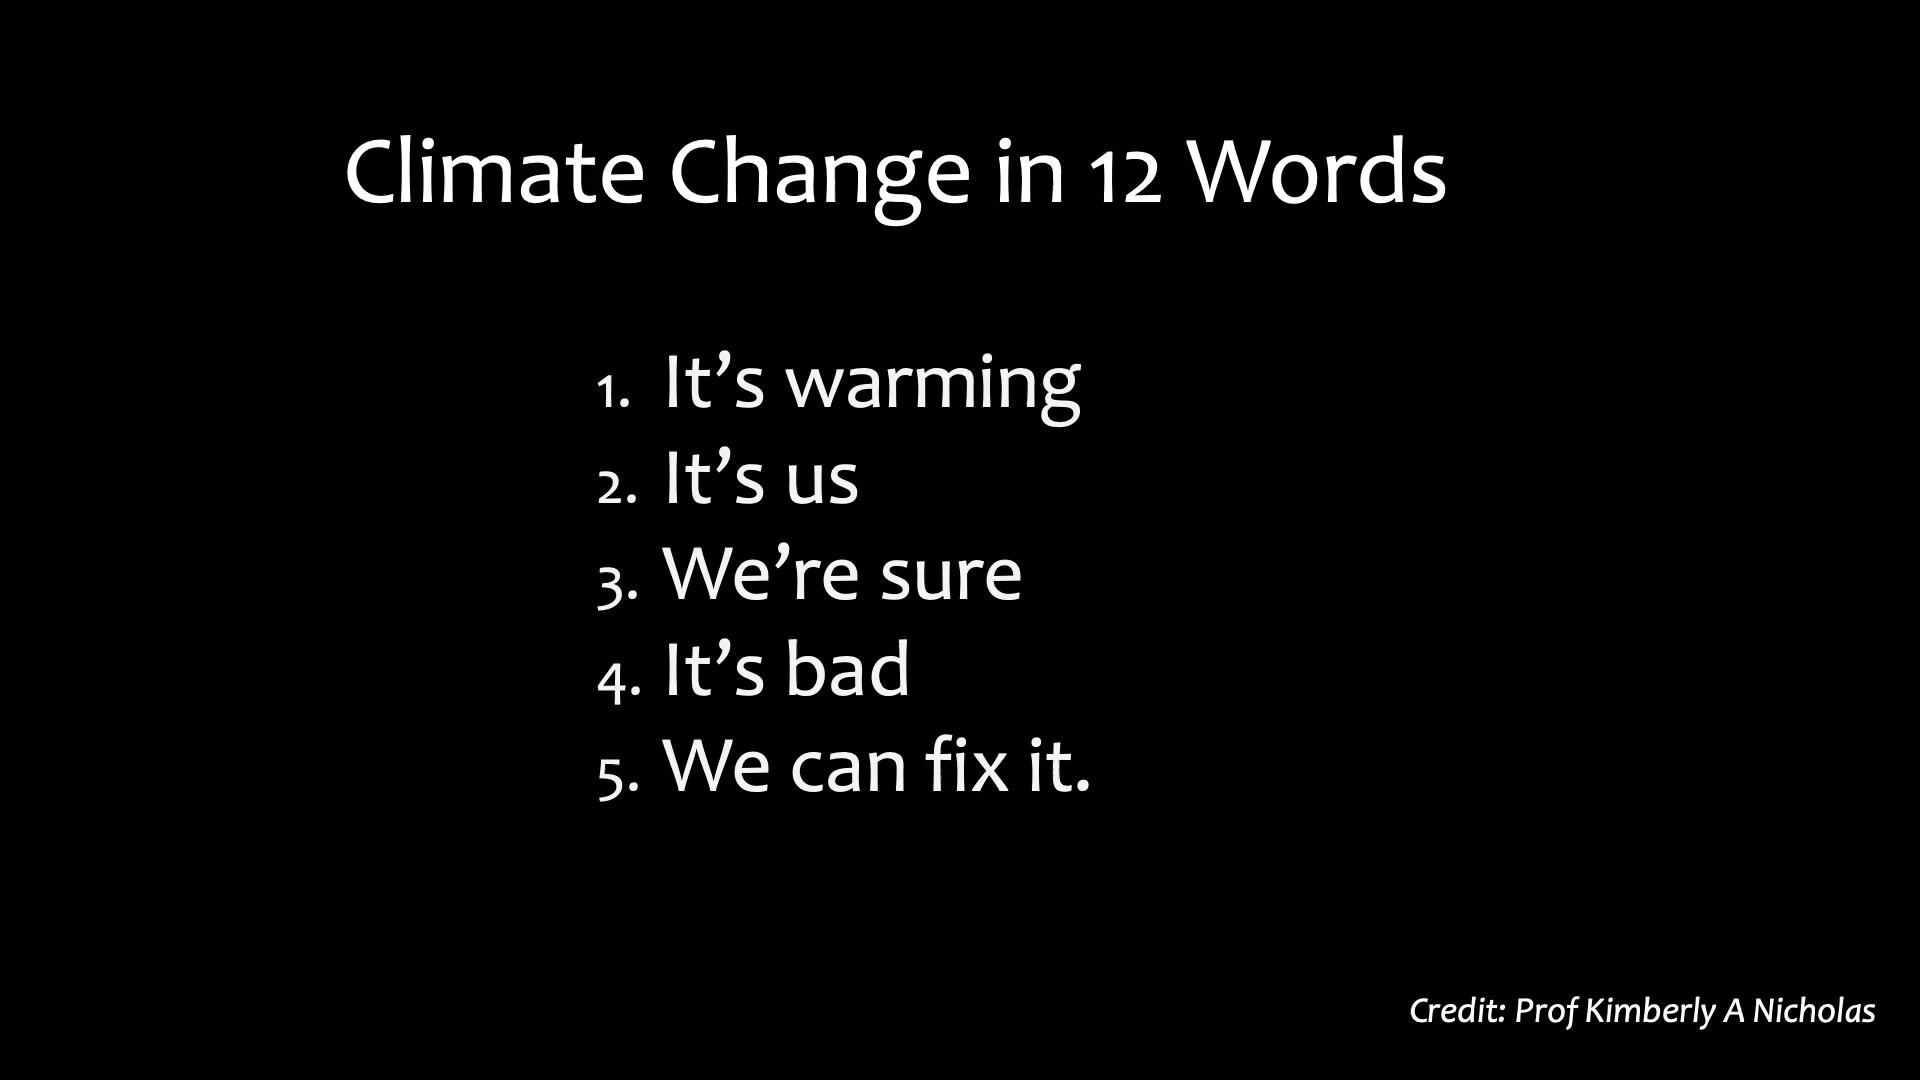 Climate Change in 12 Words
1. It’s warming
2. It’s us
3. We’re sure
4. It’s bad
5. We can fix it.
Credit: Prof Kimberly A Nicholas